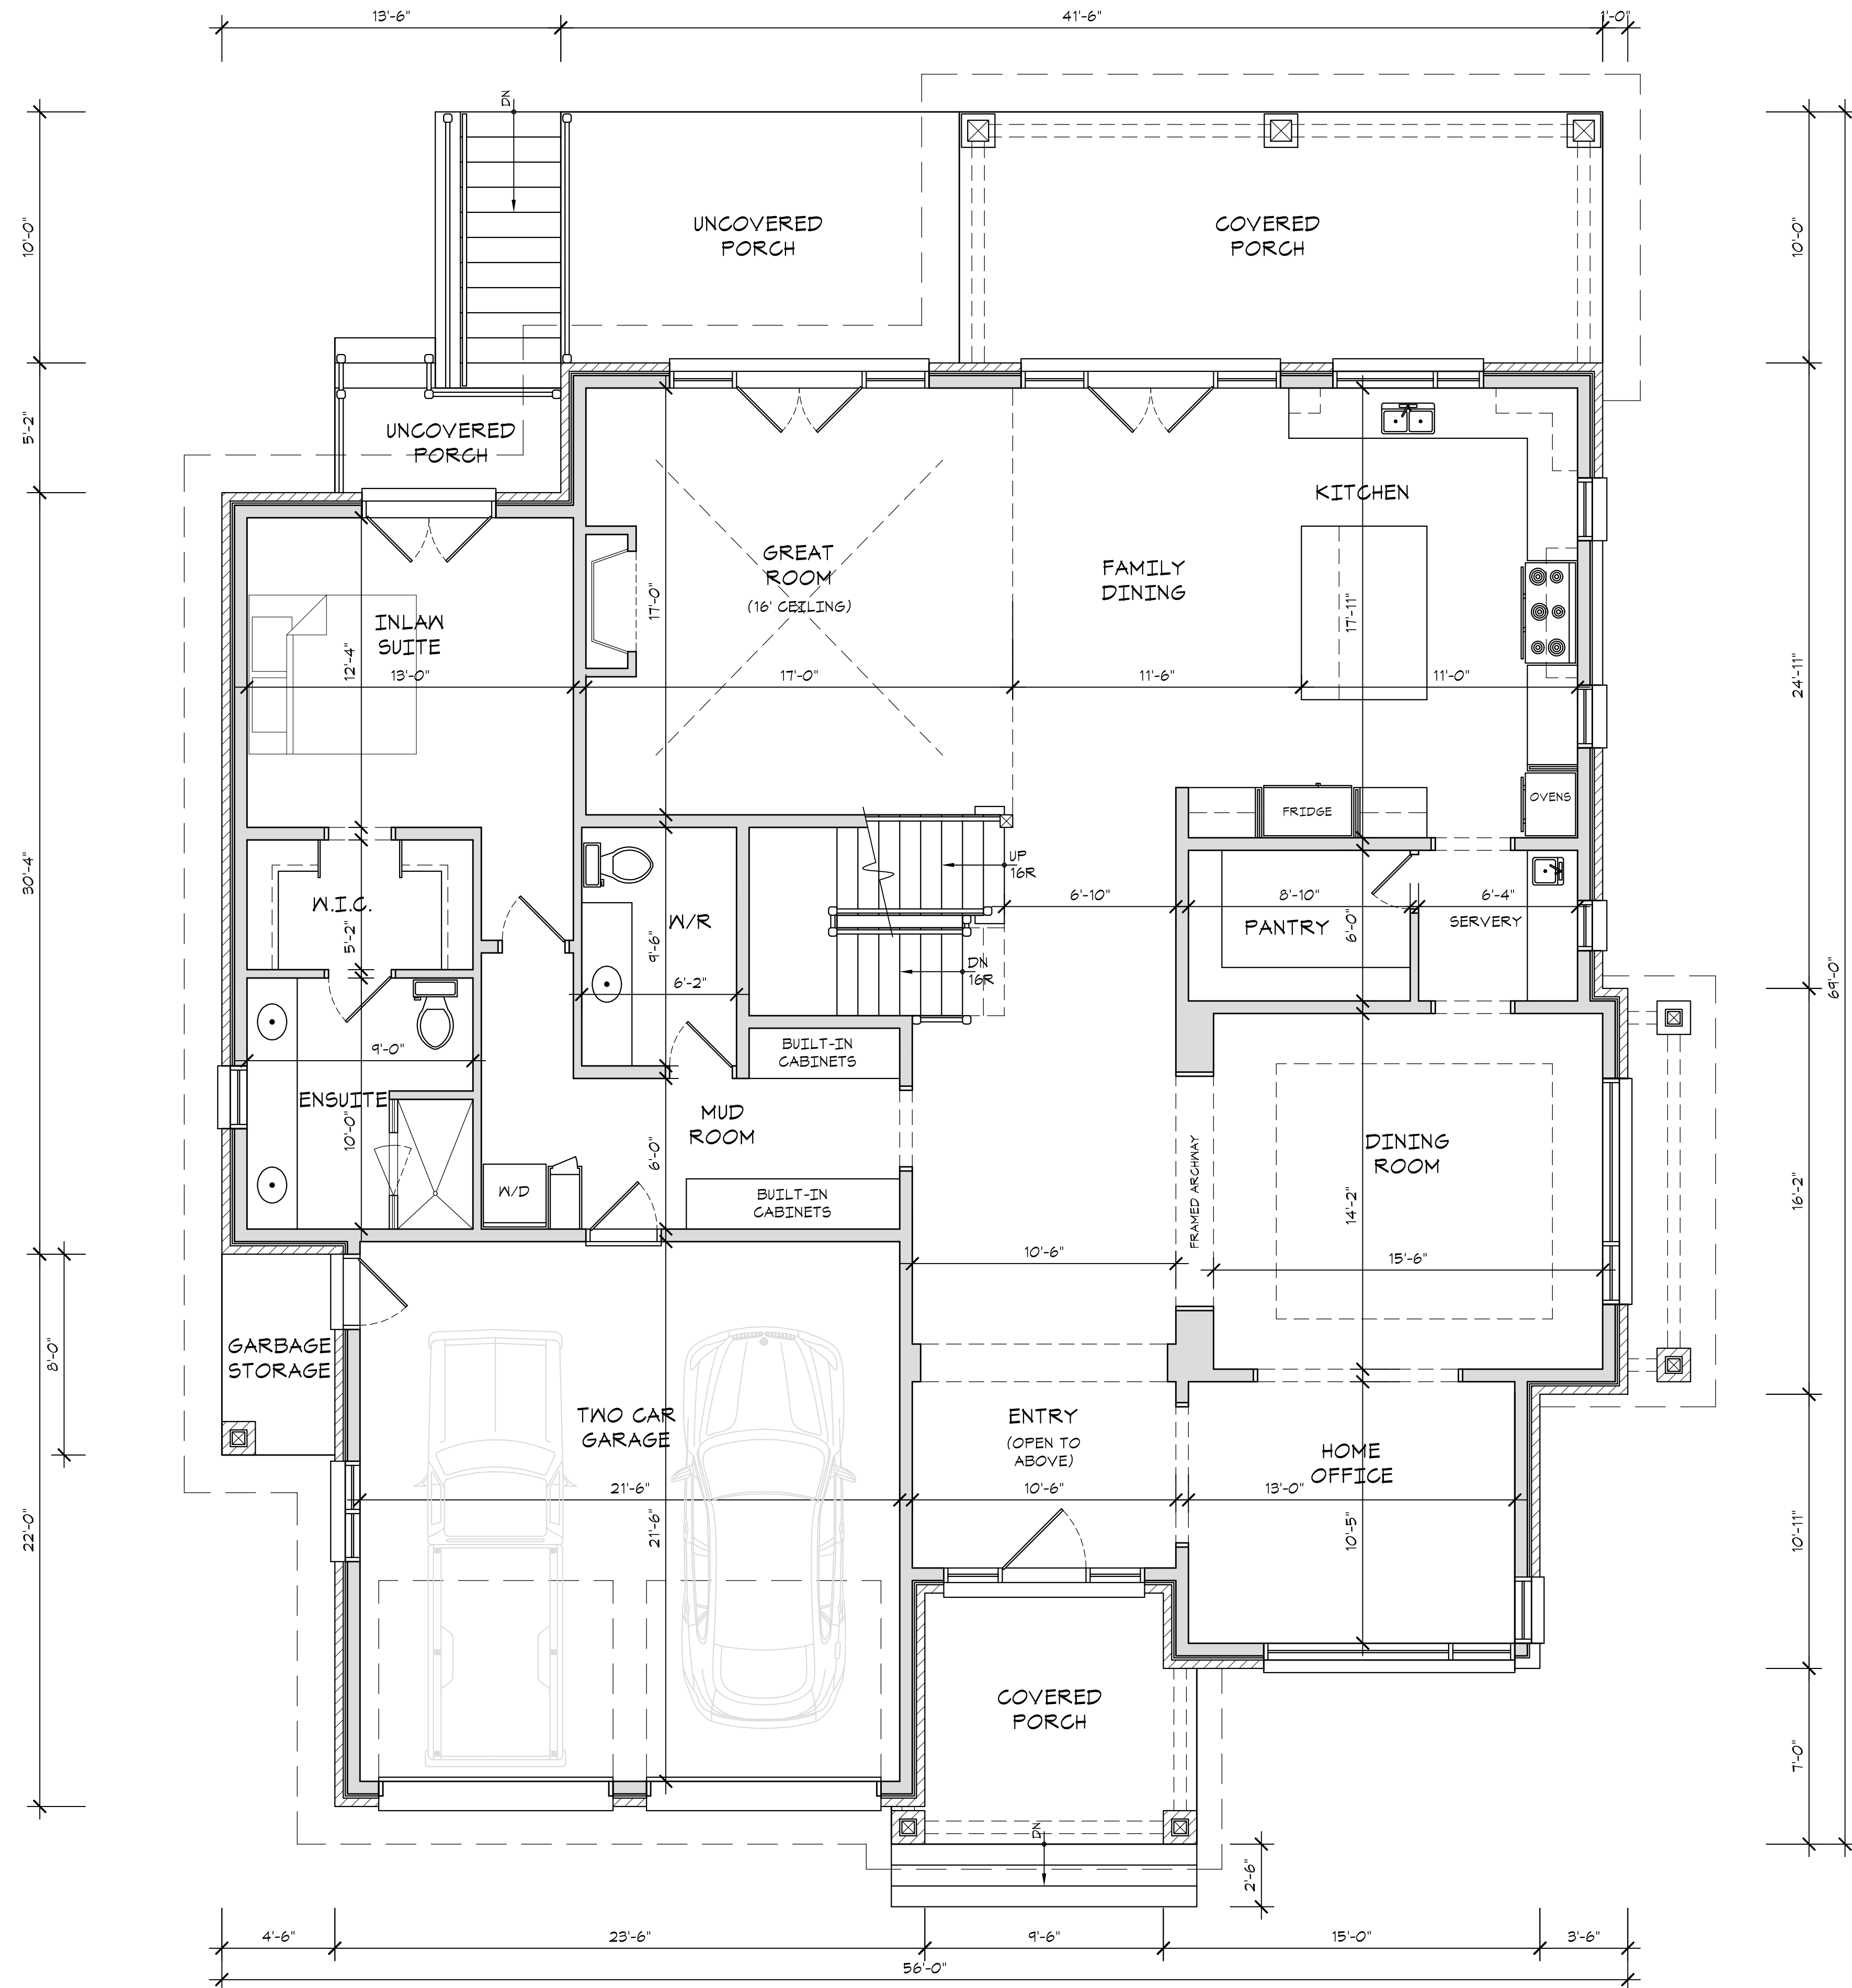 13'-6"
41'-6"
1'-0"
DN
10'-0"
UNCOVERED
PORCH
COVERED
PORCH
10'-0"
5'-2"
UNCOVERED
PORCH
KITCHEN
GREAT
ROOM
(16' CEILING)
FAMILY
DINING
17'-0"
17'-11"
INLAW
SUITE
12'-4"
13'-0"
17'-0"
11'-6"
11'-0"
24'-11"
OVENS
FRIDGE
30'-4"
UP
16R
W.I.C.
5'-2"
W/R
9'-6"
6'-2"
6'-10"
8'-10"
PANTRY
6'-0"
6'-4"
SERVERY
DN
16R
69'-0"
9'-0"
ENSUITE
10'-0"
BUILT-IN
CABINETS
MUD
ROOM
6'-0"
W/D
BUILT-IN
CABINETS
FRAMED ARCHWAY
DINING
ROOM
14'-2"
15'-6"
16'-2"
10'-6"
8'-0"
GARBAGE
STORAGE
TWO CAR
GARAGE
21'-6"
21'-6"
ENTRY
(OPEN TO
ABOVE)
10'-6"
HOME
OFFICE
13'-0"
10'-5"
22'-0"
10'-11"
COVERED
PORCH
7'-0"
DN
2'-6"
4'-6"
23'-6"
9'-6"
15'-0"
3'-6"
56'-0"